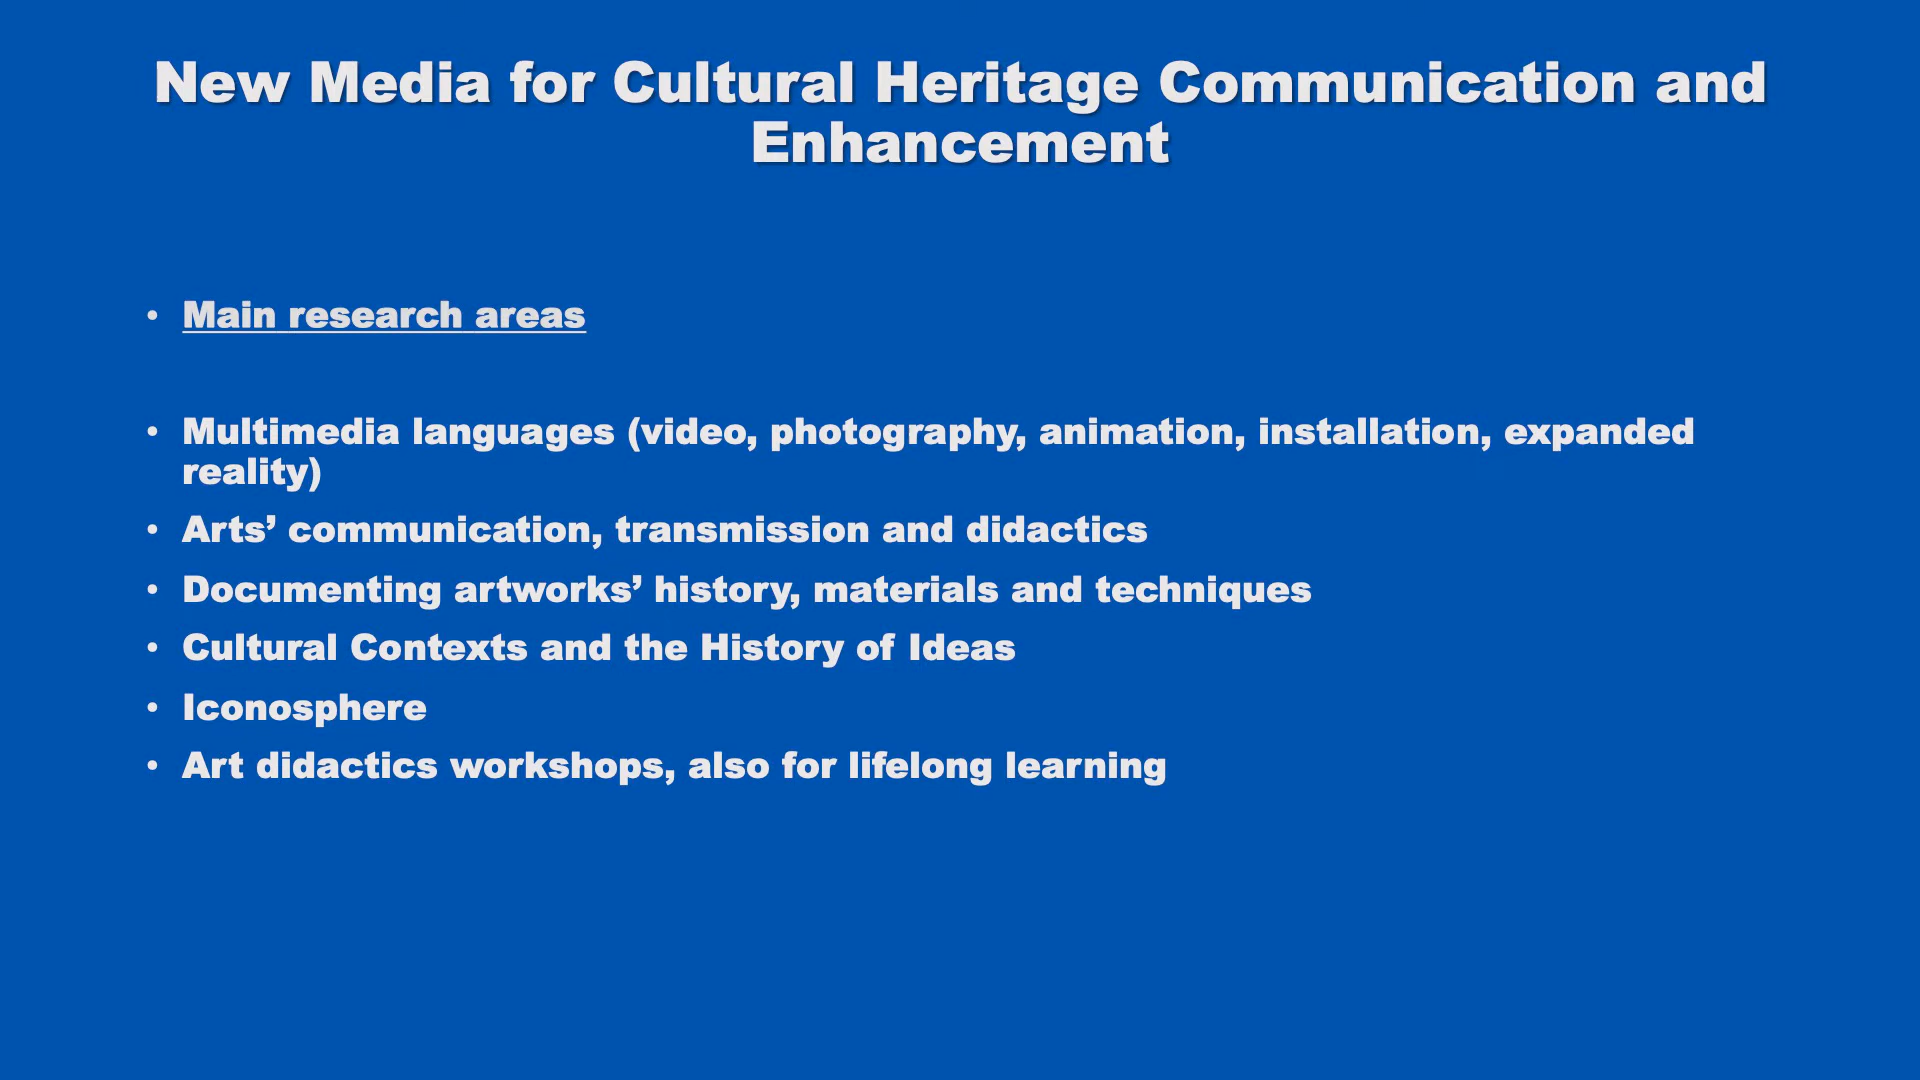 New Media for Cultural Heritage Communication and
Enhancement
• Main research areas
• Multimedia languages (video, photography, animation, installation, expanded
reality)
• Arts’ communication, transmission and didactics
• Documenting artworks’ history, materials and techniques
• Cultural Contexts and the History of Ideas
• Iconosphere
• Art didactics workshops, also for lifelong learning